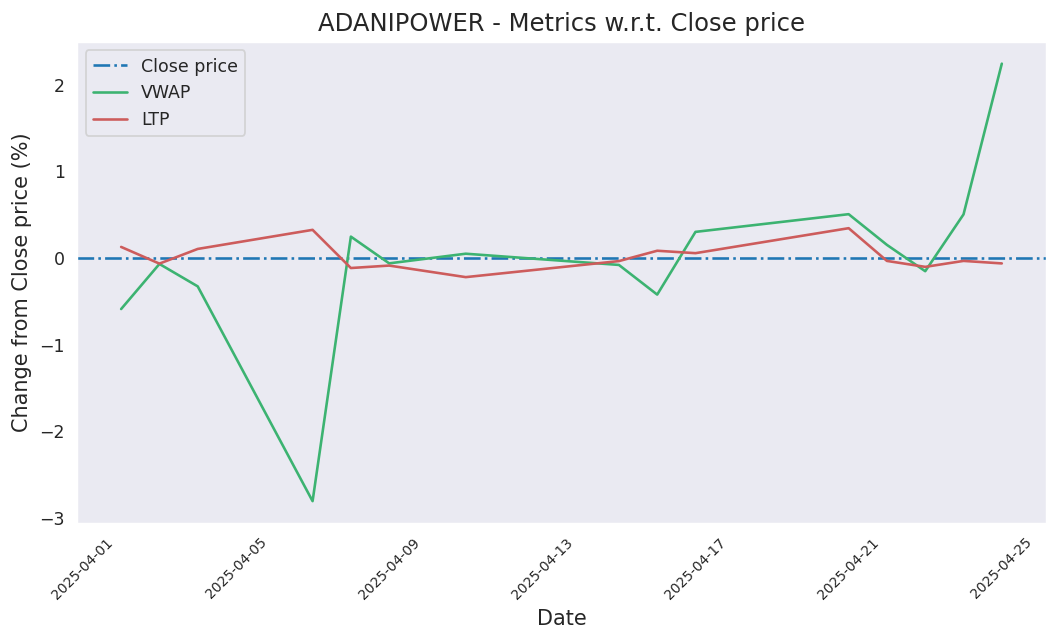 ADANIPOWER - Metrics w.r.t. Close price
Close price
VWAP
LTP
Change from Close price (%)
2
1
0
−1
−2
−3
2025-04-01
2025-04-05
2025-04-09
2025-04-13
2025-04-17
2025-04-21
2025-04-25
Date